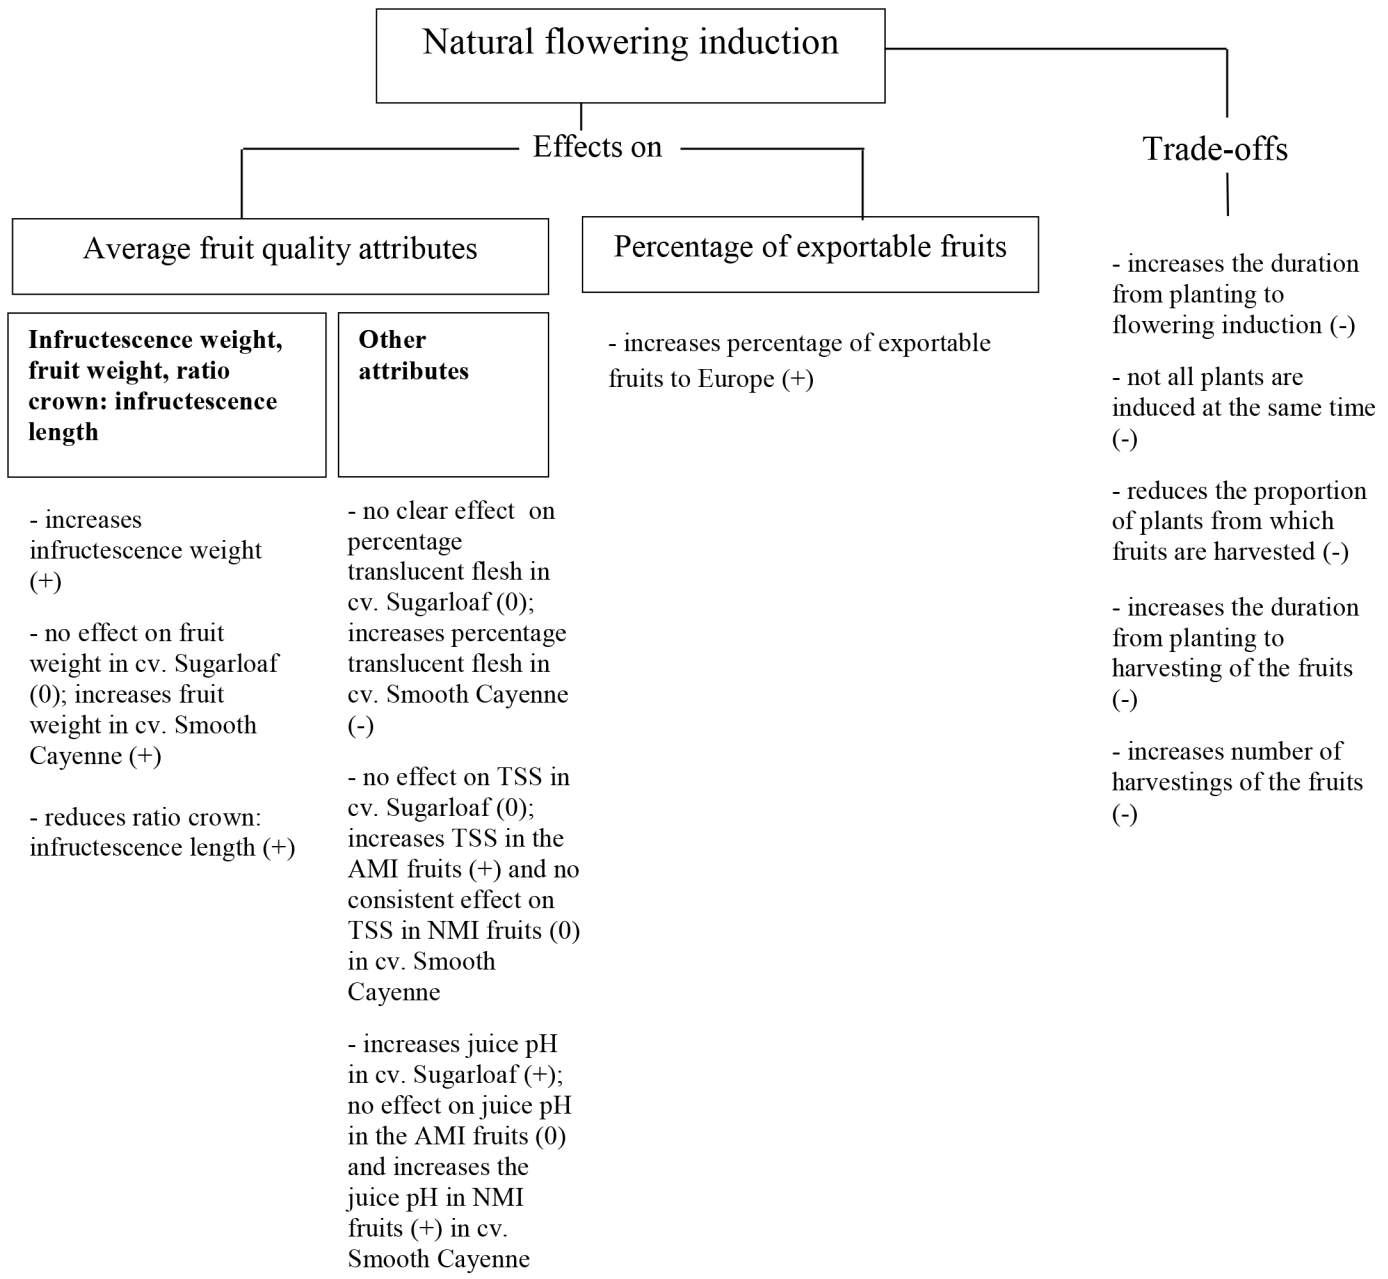 Natural flowering induction
Effects on
Trade-offs
Average fruit quality attributes
Percentage of exportable fruits
Infructescence weight,
fruit weight, ratio
crown: infructescence
length
Other
attributes
- increases
infructescence weight
(+)
- no effect on fruit
weight in cv. Sugarloaf
(0); increases fruit
weight in cv. Smooth
Cayenne (+)
- reduces ratio crown:
infructescence length (+)
- no clear effect on
percentage
translucent flesh in
cv. Sugarloaf (0);
increases percentage
translucent flesh in
cv. Smooth Cayenne
(-)
- no effect on TSS in
cv. Sugarloaf (0);
increases TSS in the
AMI fruits (+) and no
consistent effect on
TSS in NMI fruits (0)
in cv. Smooth
Cayenne
- increases juice pH
in cv. Sugarloaf (+);
no effect on juice pH
in the AMI fruits (0)
and increases the
juice pH in NMI
fruits (+) in cv.
Smooth Cayenne
- increases percentage of exportable
fruits to Europe (+)
- increases the duration
from planting to
flowering induction (-)
- not all plants are
induced at the same time
(-)
- reduces the proportion
of plants from which
fruits are harvested (-)
- increases the duration
from planting to
harvesting of the fruits
(-)
- increases number of
harvestings of the fruits
(-)